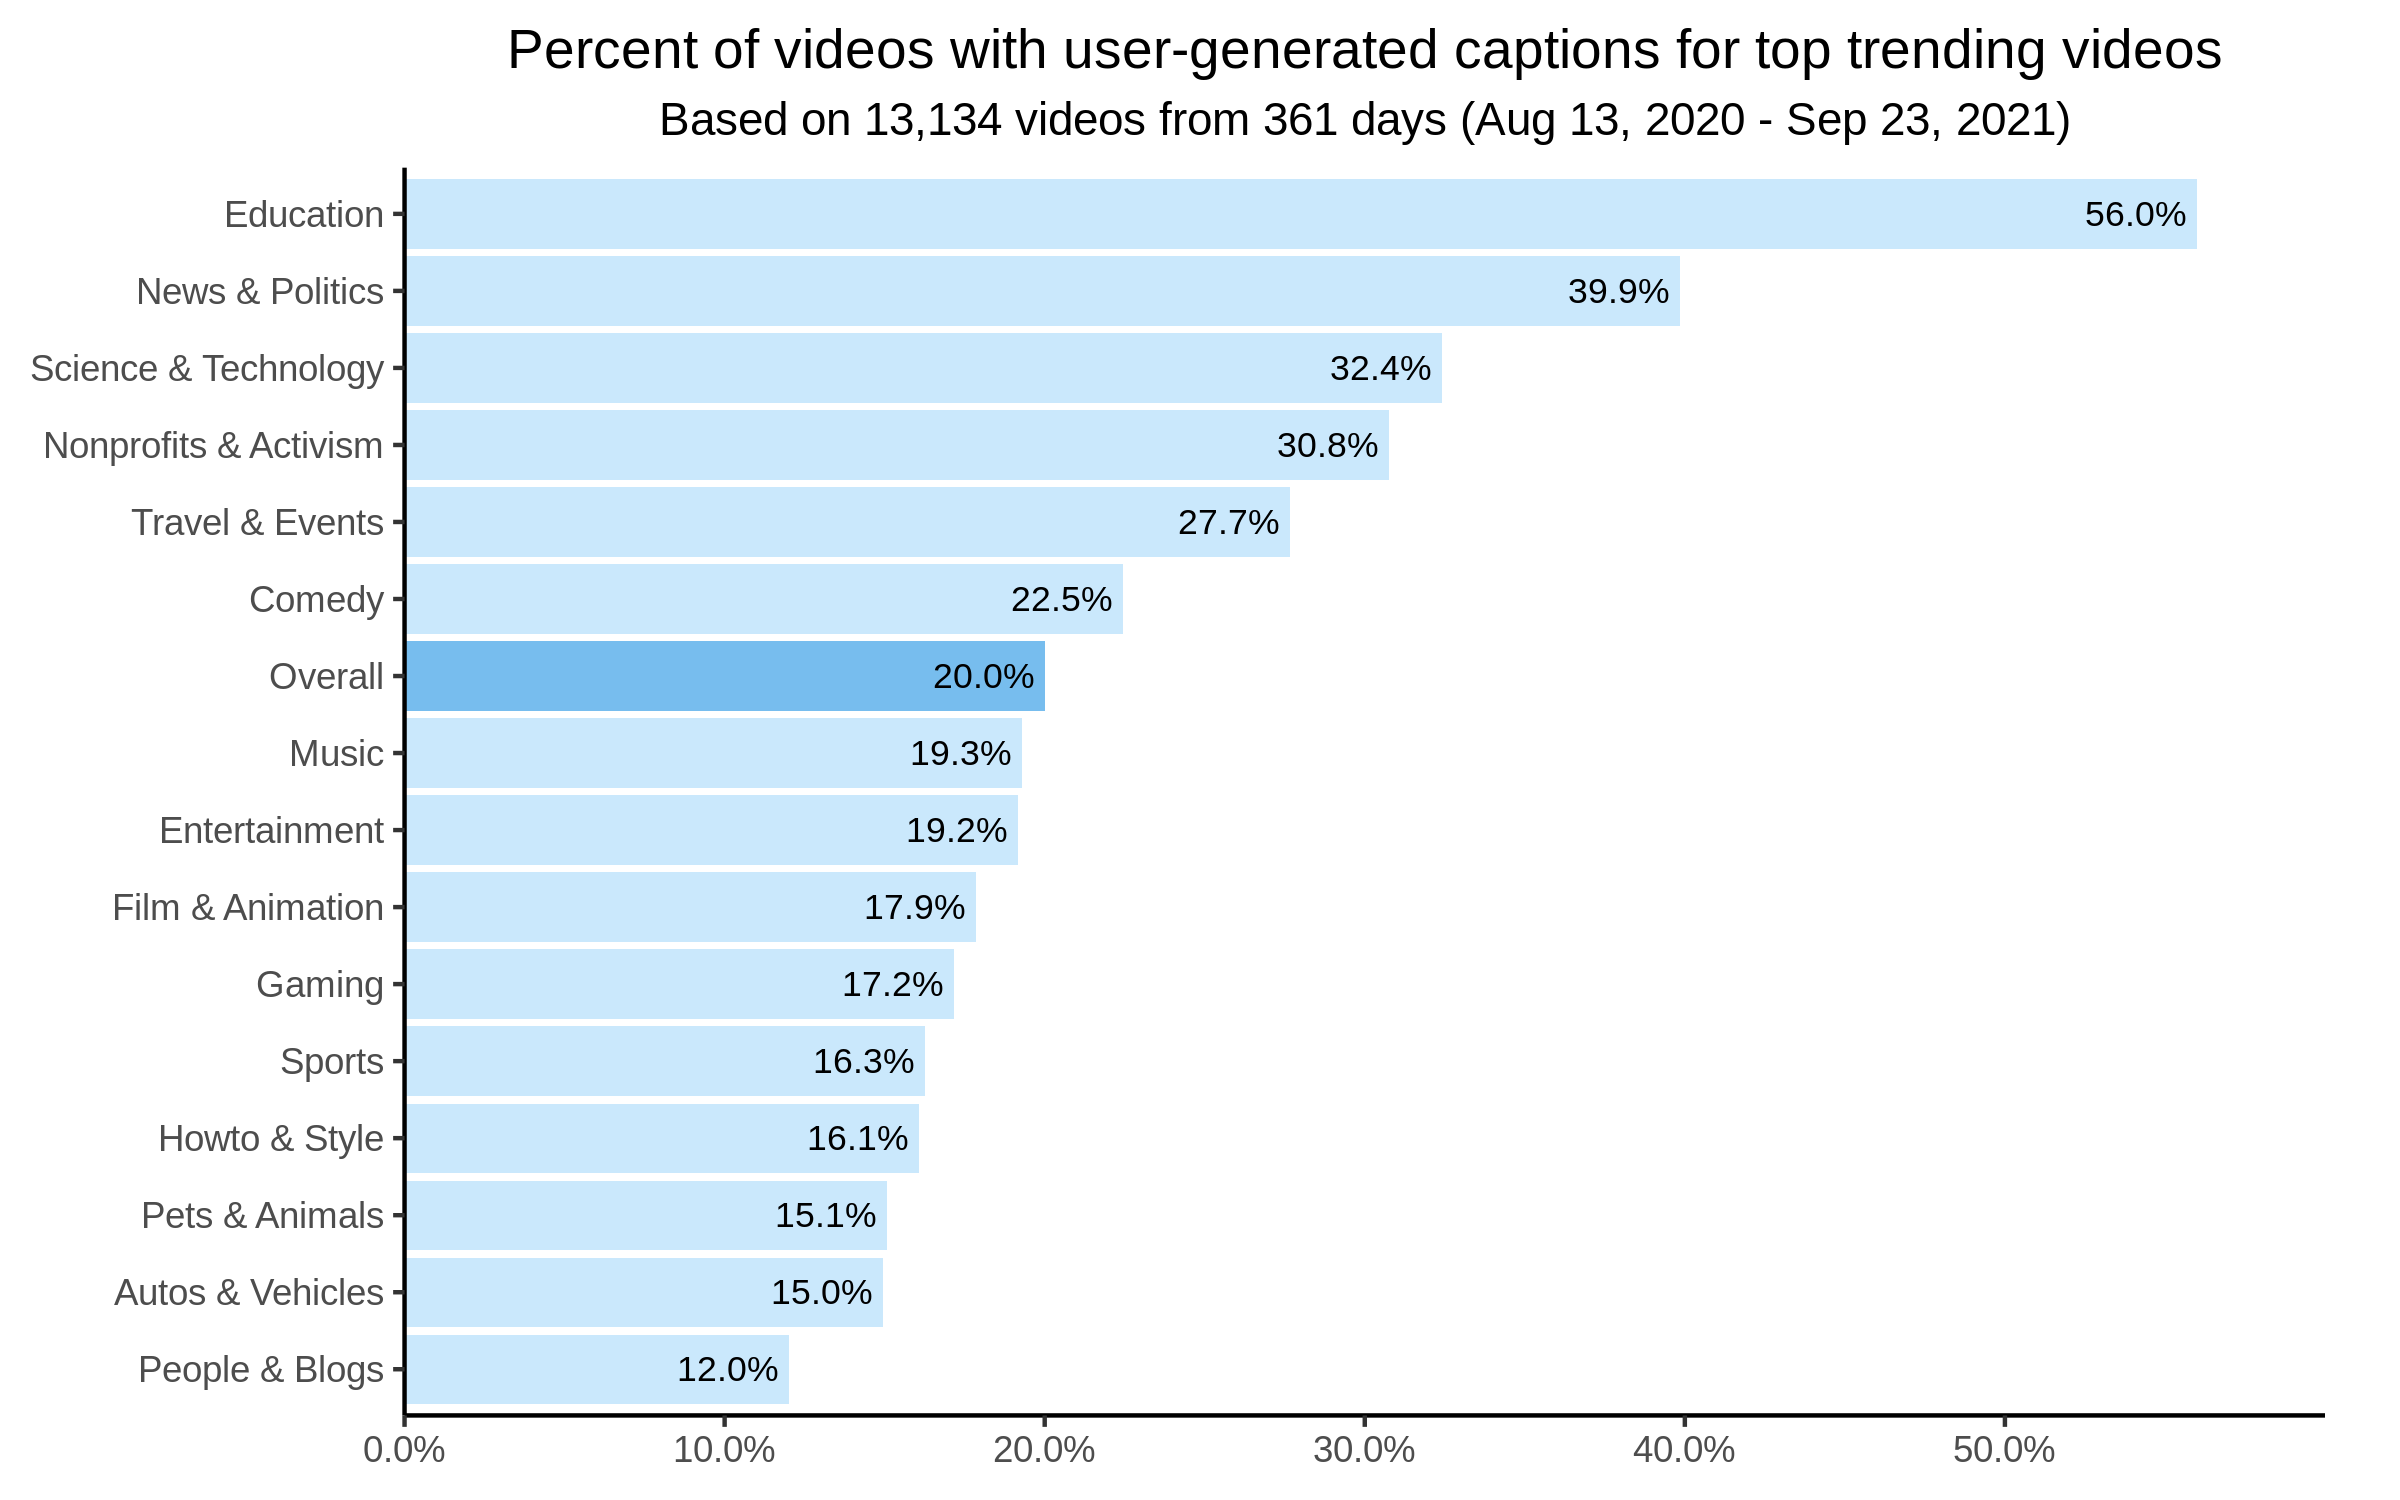 Percent of videos with user-generated captions for top trending videos
Based on 13,134 videos from 361 days (Aug 13, 2020 - Sep 23, 2021)
Education 56.0%
News & Politics 39.9%
Science & Technology 32.4%
Nonprofits & Activism 30.8%
Travel & Events 27.7%
Comedy 22.5%
Overall 20.0%
Music 19.3%
Entertainment 19.2%
Film & Animation 17.9%
Gaming 17.2%
Sports 16.3%
Howto & Style 16.1%
Pets & Animals 15.1%
Autos & Vehicles 15.0%
People & Blogs 12.0%
0.0% 10.0% 20.0% 30.0% 40.0% 50.0%